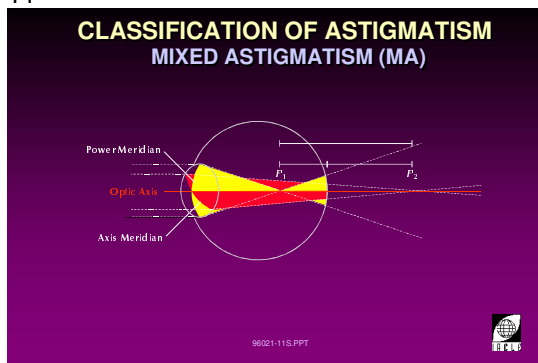 CLASSIFICATION OF ASTIGMATISM
MIXED ASTIGMATISM (MA)
Power Meridian
P1
P2
Optic Axis
Axis Meridian
96021-11S.PPT
IACLE